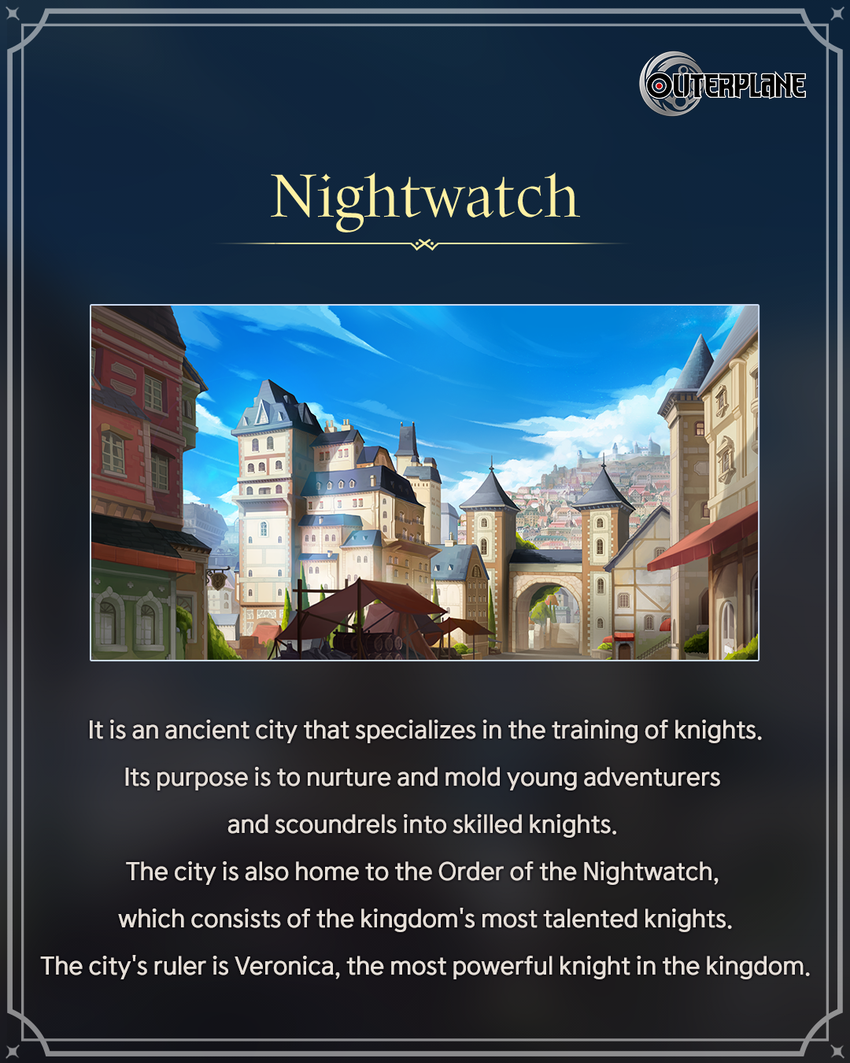 OUTERPLANE
Nightwatch
It is an ancient city that specializes in the training of knights.
Its purpose is to nurture and mold young adventurers
and scoundrels into skilled knights.
The city is also home to the Order of the Nightwatch,
which consists of the kingdom's most talented knights.
The city's ruler is Veronica, the most powerful knight in the kingdom.